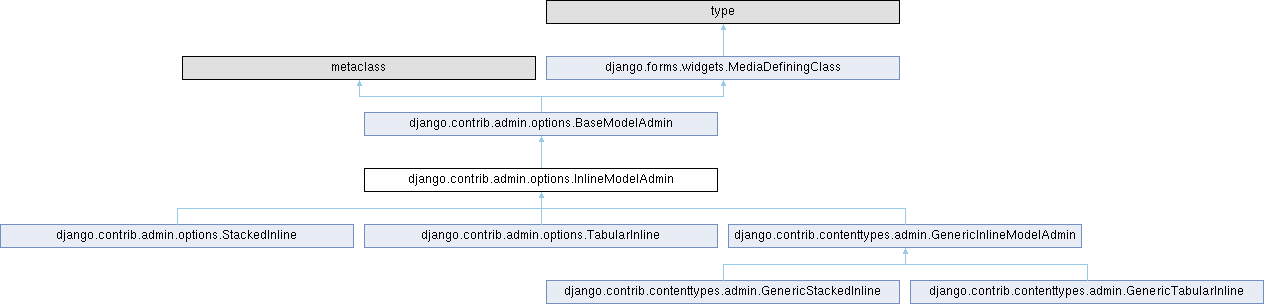 type
metaclass
django.forms.widgets.MediaDefiningClass
django.contrib.admin.options.BaseModelAdmin
django.contrib.admin.options.InlineModelAdmin
django.contrib.admin.options.StackedInline
django.contrib.admin.options.TabularInline
django.contrib.contenttypes.admin.GenericInlineModelAdmin
django.contrib.contenttypes.admin.GenericStackedInline
django.contrib.contenttypes.admin.GenericTabularInline